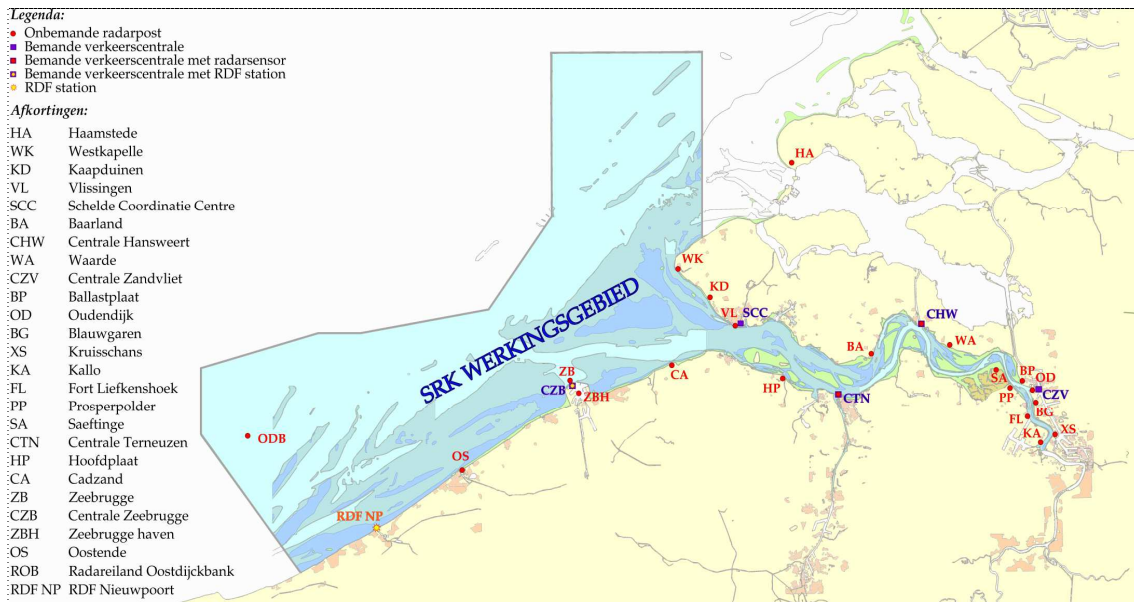 Legenda:
Onbemande radarpost
Bemande verkeerscentrale
Bemande verkeerscentrale met radarsensor
Bemande verkeerscentrale met RDF station
RDF station
Afkortingen:
HA Haamstede
WK Westkapelle
KD Kaapduinen
VL Vlissingen
SCC Schelde Coordinatie Centre
BA Baarland
CHW Centrale Hansweert
WA Waarde
CZV Centrale Zandvliet
BP Ballastplaat
OD Oudendijk
BG Blauwgaren
XS Kruisschans
KA Kallo
FL Fort Liefkenshoek
PP Prosperpolder
SA Saeftinge
CTN Centrale Terneuzen
HP Hoofdplaat
CA Cadzand
ZB Zeebrugge
CZB Centrale Zeebrugge
ZBH Zeebrugge haven
OS Oostende
ROB Radareiland Oostdijckbank
RDF NP RDF Nieuwpoort
HA
WK
KD
VL SCC
SRK WERKINGSGEBIED
CHW
BA
WA
CA
HP
CTN
ZB
CZB
ZBH
SA
BP
OD
PP
CZV
BG
FL
KA
XS
ODB
OS
RDF NP